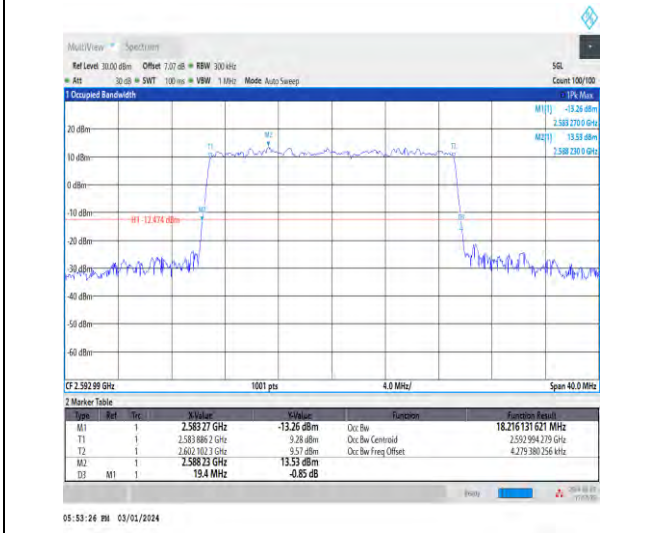 MultiView Spectrum
Ref Level 30.00 dBm Offset 7.07 dB RBW 300 kHz SGL
Att 30 dB SWT 100 ms VBW 1 MHz Mode Auto Sweep Count 100/100
1 Occupied Bandwidth 1Pk Max
M1[1] -13.26 dBm
2.583 270 0 GHz
M2[1] 13.53 dBm
2.588 230 0 GHz
20 dBm
M2
T1 T2
10 dBm
0 dBm
-10 dBm
M1
H1 -12.474 dBm
-20 dBm
-30 dBm
-40 dBm
-50 dBm
-60 dBm
CF 2.592 99 GHz 1001 pts 4.0 MHz/ Span 40.0 MHz
2 Marker Table
Type Ref Trc X-Value Y-Value Function Function Result
M1 1 2.583 27 GHz -13.26 dBm Occ Bw 18.216 131 621 MHz
T1 1 2.583 886 2 GHz 9.28 dBm Occ Bw Centroid 2.592 994 279 GHz
T2 1 2.602 102 3 GHz 9.57 dBm Occ Bw Freq Offset 4.279 380 256 kHz
M2 1 2.588 23 GHz 13.53 dBm
D3 M1 1 19.4 MHz -0.85 dB
05:53:26 PM 03/01/2024